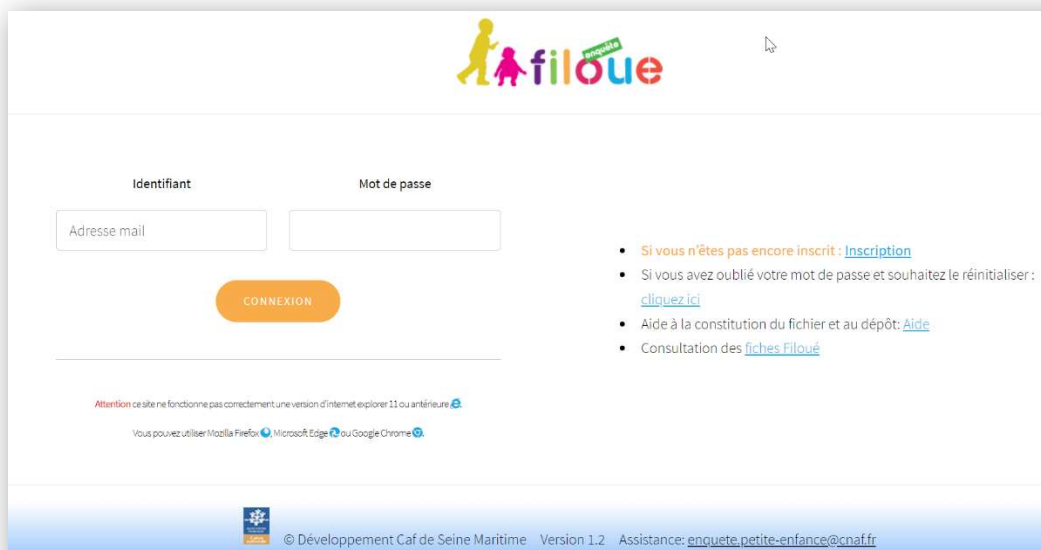 enquête
filoue
Identifiant
Mot de passe
Adresse mail
CONNEXION
Attention ce site ne fonctionne pas correctement une version d'internet explorer 11 ou antérieure
Vous pouvez utiliser Mozilla Firefox , Microsoft Edge ou Google Chrome .
Si vous n'êtes pas encore inscrit : Inscription
Si vous avez oublié votre mot de passe et souhaitez le réinitialiser :
cliquez ici
Aide à la constitution du fichier et au dépôt: Aide
Consultation des fiches Filoué
© Développement Caf de Seine Maritime Version 1.2 Assistance: enquete.petite-enfance@cnaf.fr